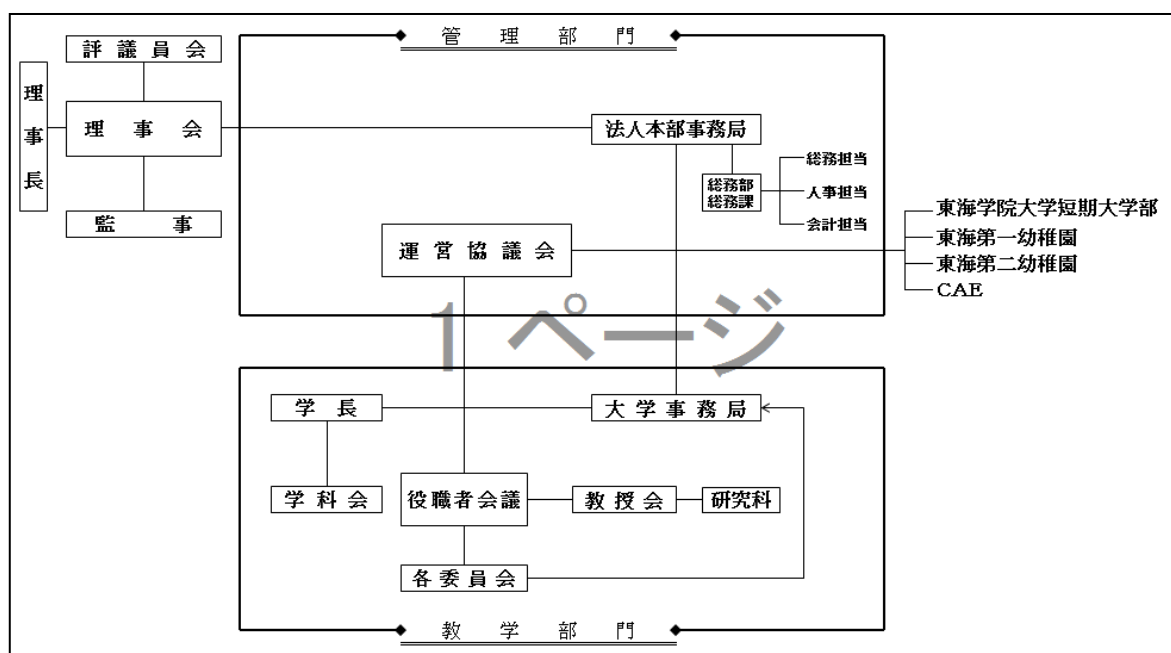 管理部門
評議員会
理事長
理事会
監事
法人本部事務局
総務部
総務課
総務担当
人事担当
会計担当
運営協議会
東海学院大学短期大学部
東海第一幼稚園
東海第二幼稚園
CAE
1 ページ
学長
大学事務局
学科会
役職者会議
教授会
研究科
各委員会
教学部門